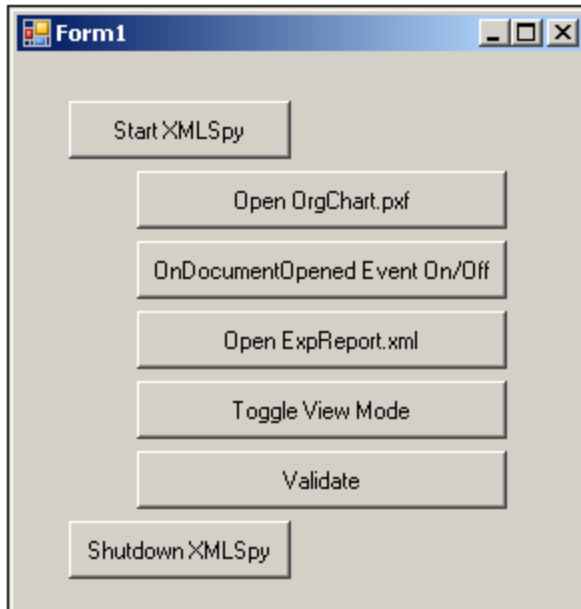 Form1
Start XMLSpy
Open OrgChart.pxf
OnDocumentOpened Event On/Off
Open ExpReport.xml
Toggle View Mode
Validate
Shutdown XMLSpy